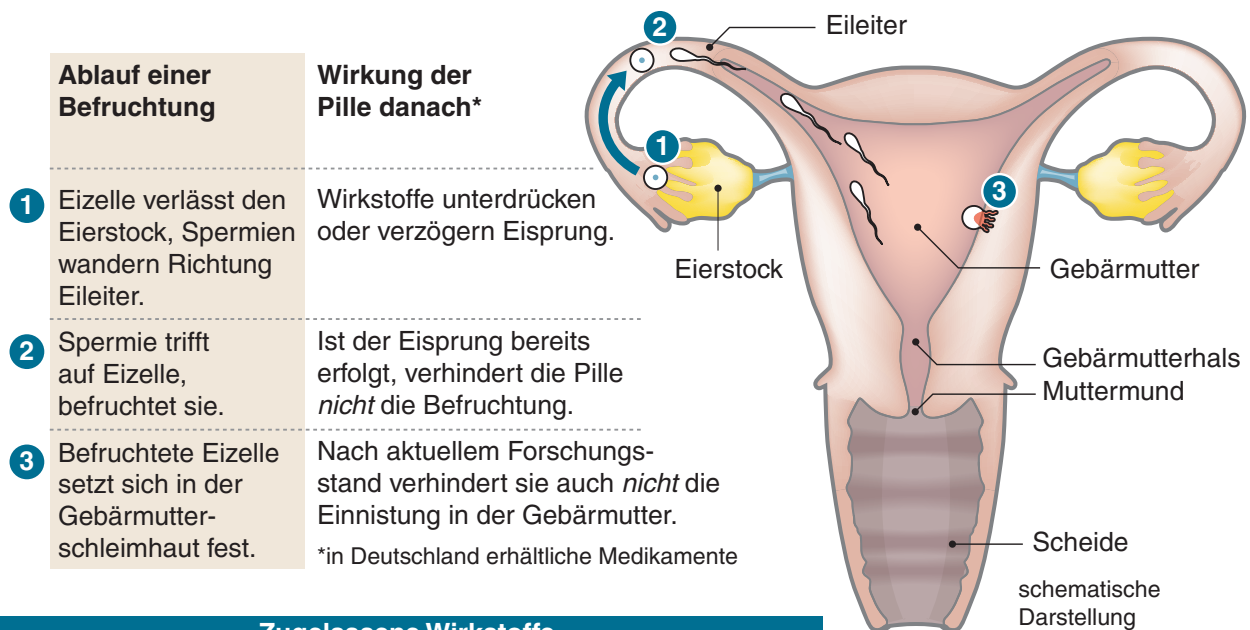 Ablauf einer
Befruchtung
Wirkung der
Pille danach*
1
Eizelle verlässt den
Eierstock, Spermien
wandern Richtung
Eileiter.
Wirkstoffe unterdrücken
oder verzögern Eisprung.
2
Spermie trifft
auf Eizelle,
befruchtet sie.
Ist der Eisprung bereits
erfolgt, verhindert die Pille
nicht die Befruchtung.
3
Befruchtete Eizelle
setzt sich in der
Gebärmutter-
schleimhaut fest.
Nach aktuellem Forschungs-
stand verhindert sie auch nicht die
Einnistung in der Gebärmutter.
*in Deutschland erhältliche Medikamente
2
Eileiter
1
3
Eierstock
Gebärmutter
Gebärmutterhals
Muttermund
Scheide
schematische
Darstellung
Zugelassene Wirkstoffe